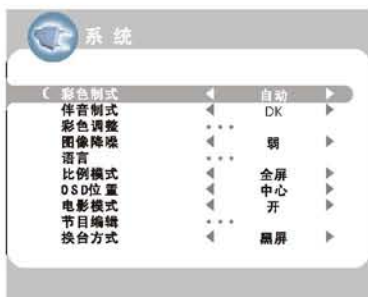 系统
彩色制式 自动
伴音制式 DK
彩色调整 ...
图像降噪 弱
语言 ...
比例模式 全屏
OSD位置 中心
电影模式 开
节目编辑 ...
换台方式 黑屏